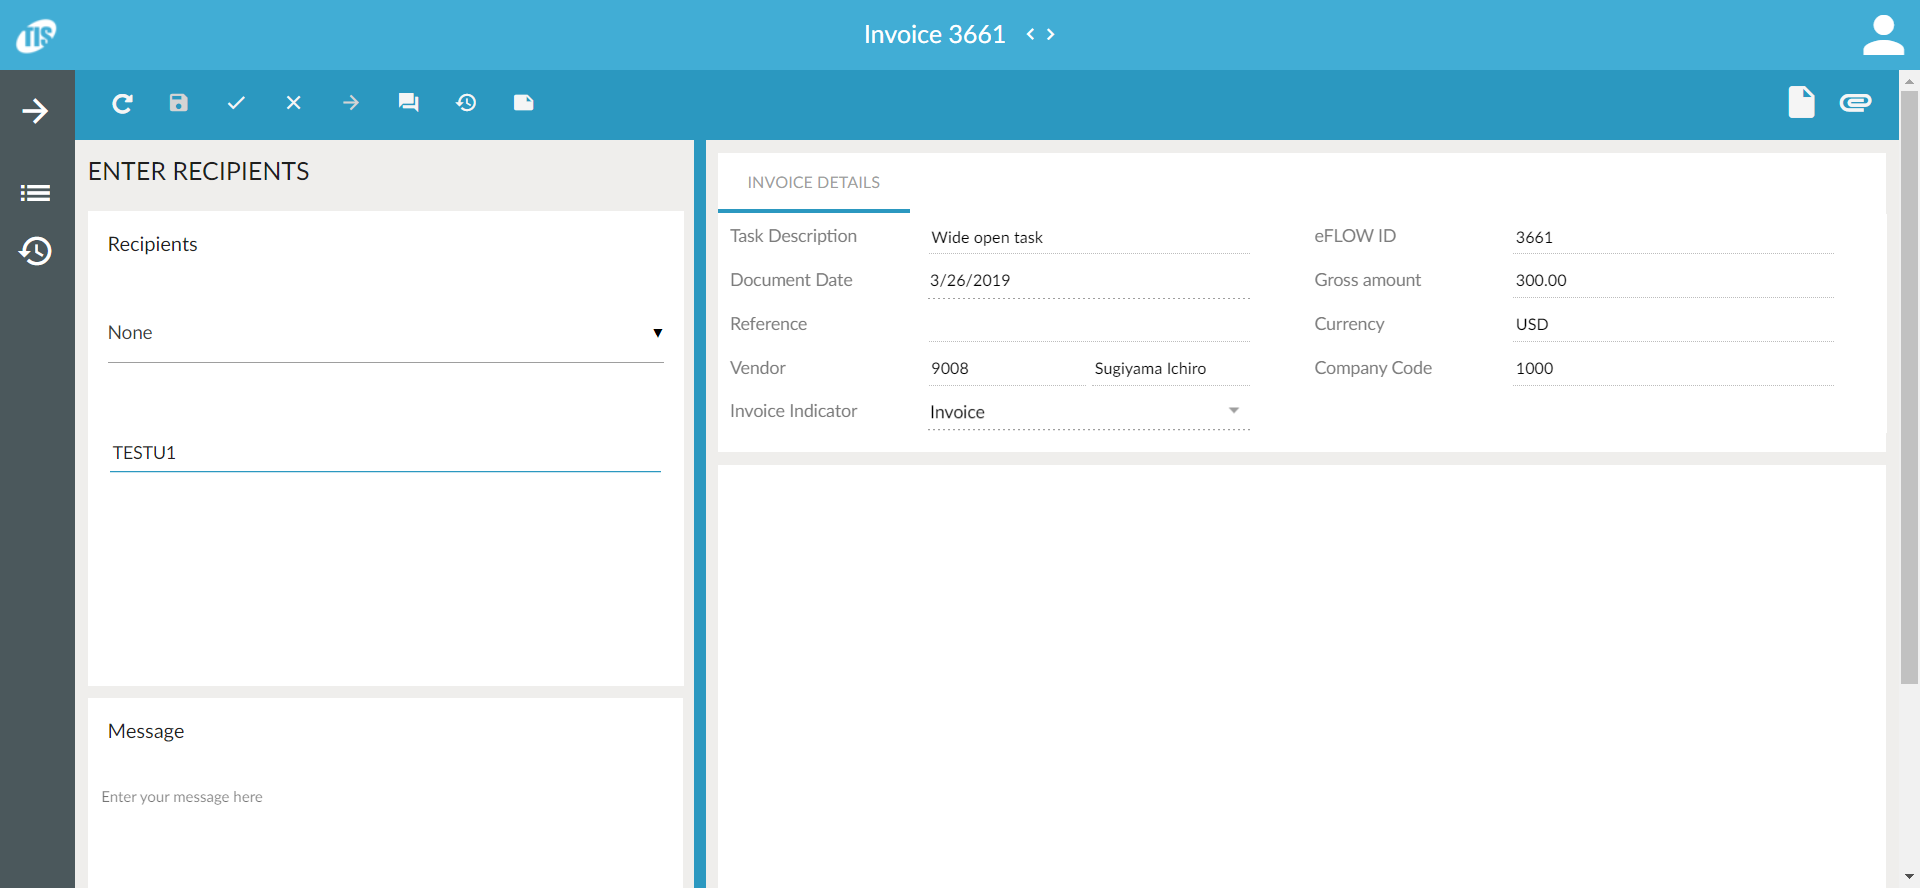 TIS
Invoice 3661
ENTER RECIPIENTS
Recipients
None
TESTU1
Message
Enter your message here
INVOICE DETAILS
Task Description Wide open task eFLOW ID 3661
Document Date 3/26/2019 Gross amount 300.00
Reference Currency USD
Vendor 9008 Sugiyama Ichiro Company Code 1000
Invoice Indicator Invoice